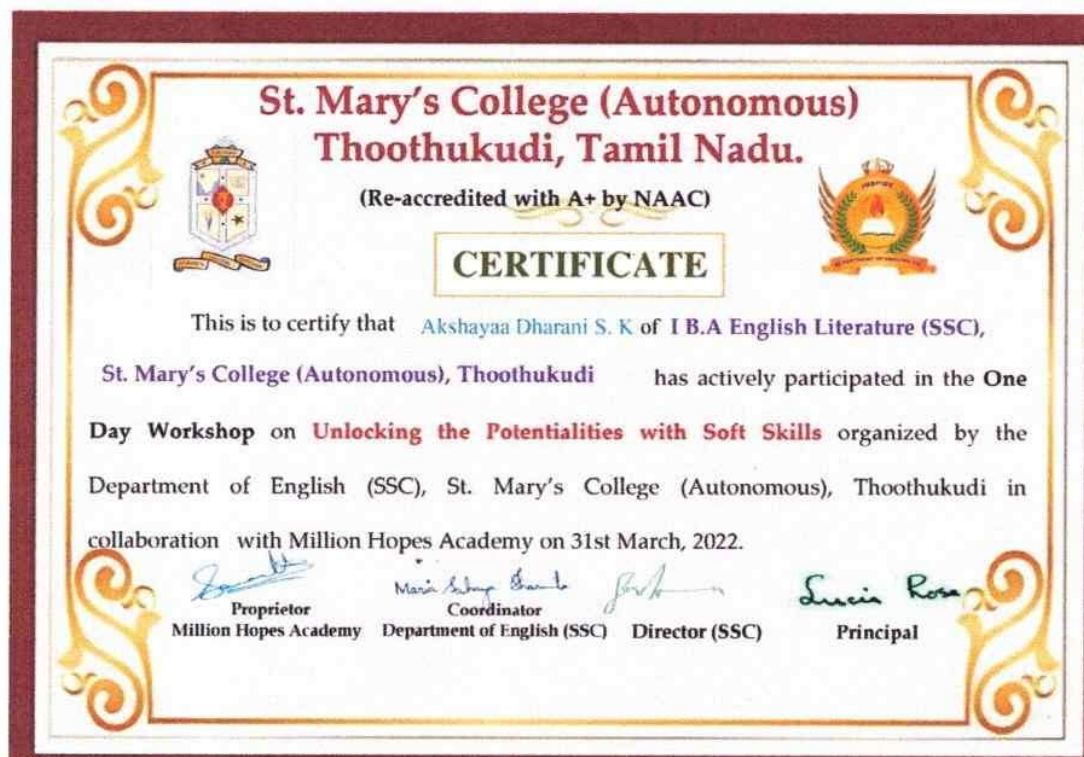 St. Mary's College (Autonomous)
Thoothukudi, Tamil Nadu.
(Re-accredited with A+ by NAAC)
CERTIFICATE
This is to certify that Akshayaa Dharani S. K of I B.A English Literature (SSC),
St. Mary's College (Autonomous), Thoothukudi has actively participated in the One
Day Workshop on Unlocking the Potentialities with Soft Skills organized by the
Department of English (SSC), St. Mary's College (Autonomous), Thoothukudi in
collaboration with Million Hopes Academy on 31st March, 2022.
Lucia Rose
Proprietor Coordinator
Million Hopes Academy Department of English (SSC) Director (SSC) Principal